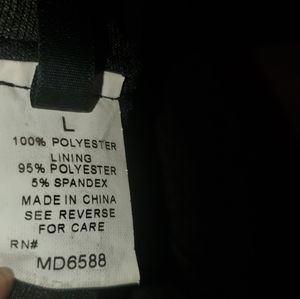 L
100% POLYESTER
LINING
95% POLYESTER
5% SPANDEX
MADE IN CHINA
SEE REVERSE
FOR CARE
RN#
MD6588